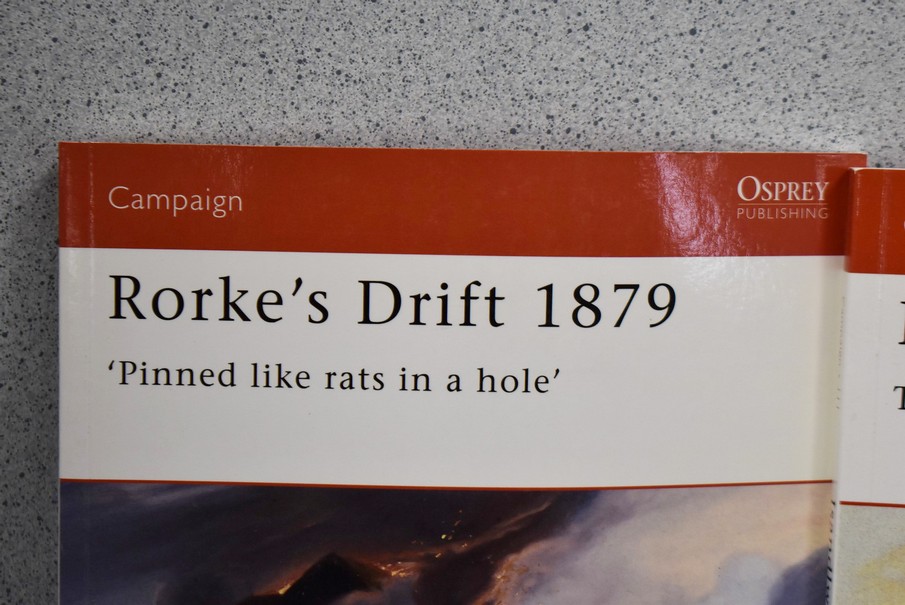 Campaign
OSPREY
PUBLISHING
Rorke's Drift 1879
‘Pinned like rats in a hole’